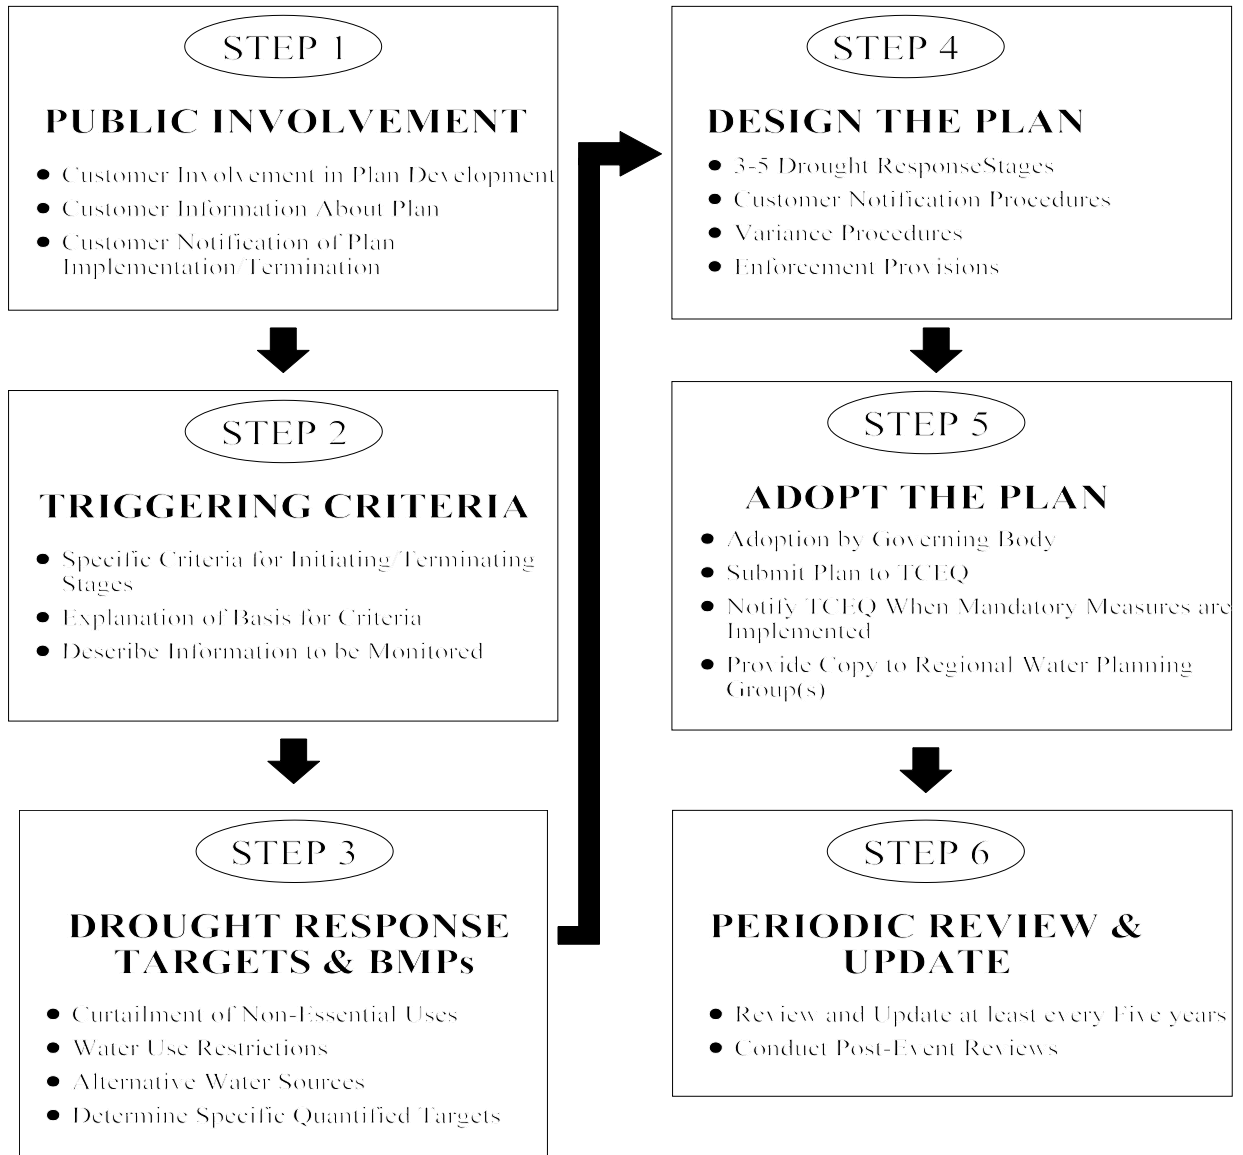 STEP 1
PUBLIC INVOLVEMENT
● Customer Involvement in Plan Development
● Customer Information About Plan
● Customer Notification of Plan
Implementation/Termination
STEP 2
TRIGGERING CRITERIA
● Specific Criteria for Initiating/Terminating
Stages
● Explanation of Basis for Criteria
● Describe Information to be Monitored
STEP 3
DROUGHT RESPONSE
TARGETS & BMPs
● Curtailment of Non-Essential Uses
● Water Use Restrictions
● Alternative Water Sources
● Determine Specific Quantified Targets
STEP 4
DESIGN THE PLAN
● 3-5 Drought ResponseStages
● Customer Notification Procedures
● Variance Procedures
● Enforcement Provisions
STEP 5
ADOPT THE PLAN
● Adoption by Governing Body
● Submit Plan to TCEQ
● Notify TCEQ When Mandatory Measures are
Implemented
● Provide Copy to Regional Water Planning
Group(s)
STEP 6
PERIODIC REVIEW &
UPDATE
● Review and Update at least every Five years
● Conduct Post-Event Reviews